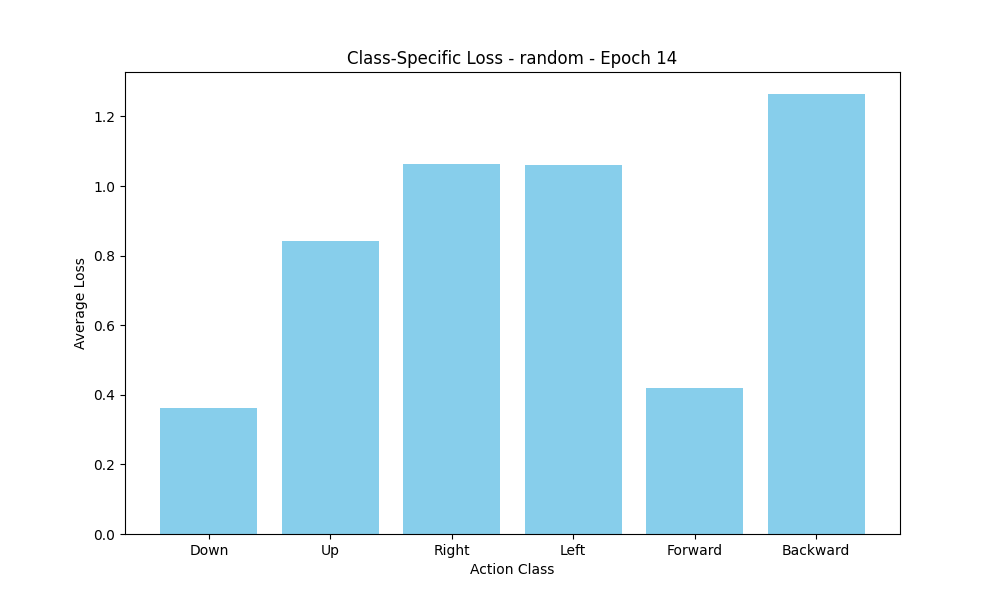 Class-Specific Loss - random - Epoch 14
Average Loss
1.2
1.0
0.8
0.6
0.4
0.2
0.0
Down Up Right Left Forward Backward
Action Class